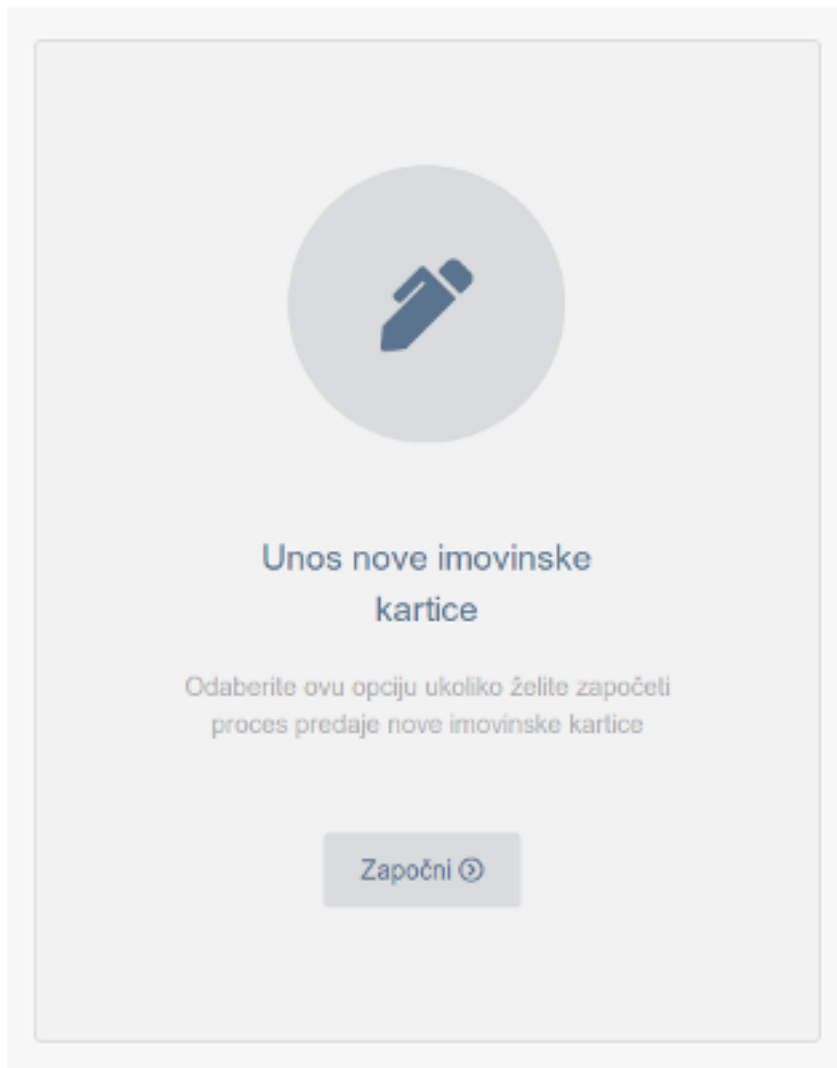 Unos nove imovinske
kartice
Odaberite ovu opciju ukoliko želite započeti
proces predaje nove imovinske kartice
Započni